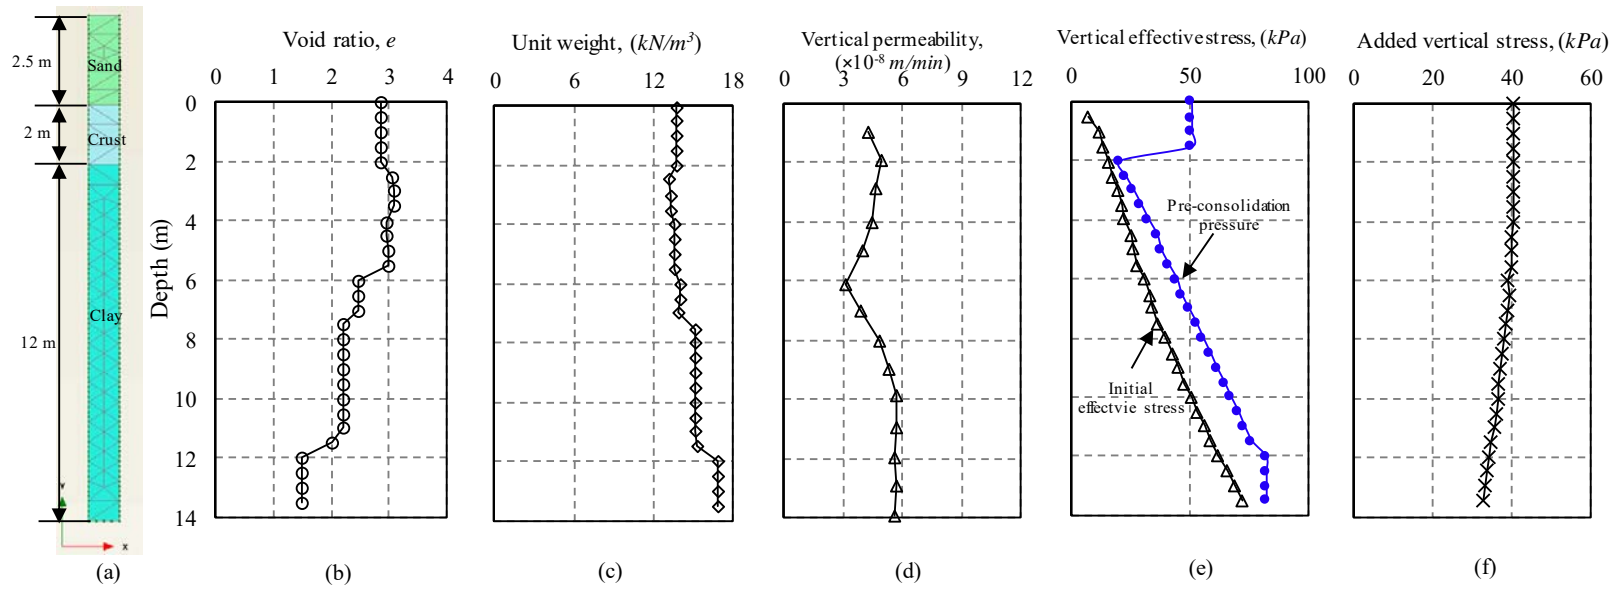 2.5 m
Sand
2 m
Crust
12 m
Clay
Y
x
(a)
Void ratio, e
0 1 2 3 4
Depth (m)
0
2
4
6
8
10
12
14
(b)
Unit weight, (kN/m³)
0 6 12 18
(c)
Vertical permeability,
(×10⁻⁸ m/min)
0 3 6 9 12
(d)
Vertical effective stress, (kPa)
0 50 100
Pre-consolidation
pressure
Initial
effectvie stress
(e)
Added vertical stress, (kPa)
0 20 40 60
(f)